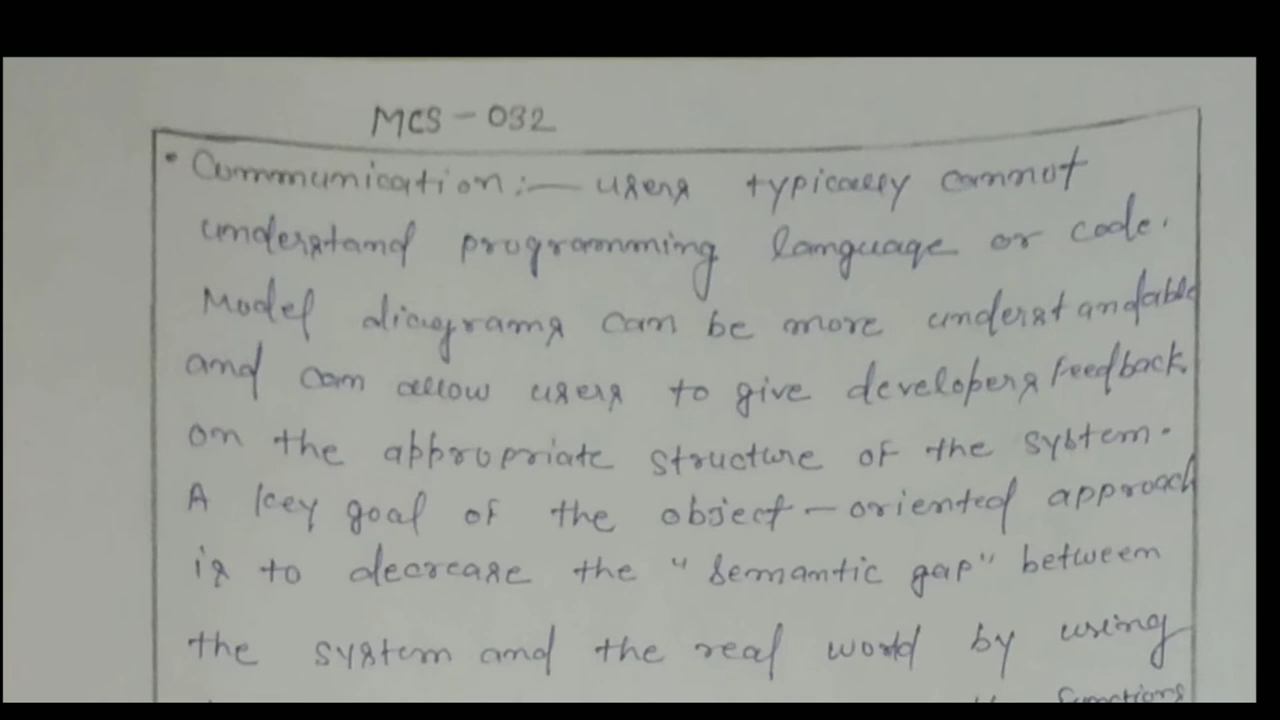 MCS - 032
• Communication :— users typically cannot
understand programming language or code.
Model diagrams can be more understandable
and can allow users to give developers feedback
on the appropriate structure of the system.
A key goal of the object - oriented approach
is to decrease the "semantic gap" between
the system and the real world by using
functions